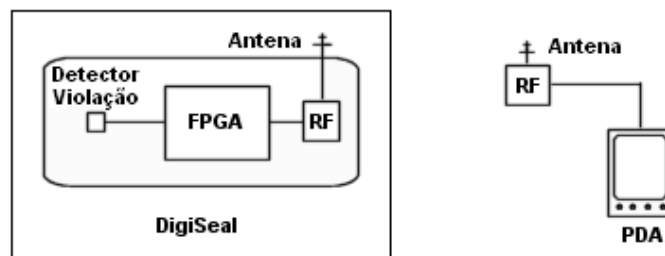 Antena
Detector
Violação
FPGA
RF
DigiSeal
Antena
RF
PDA